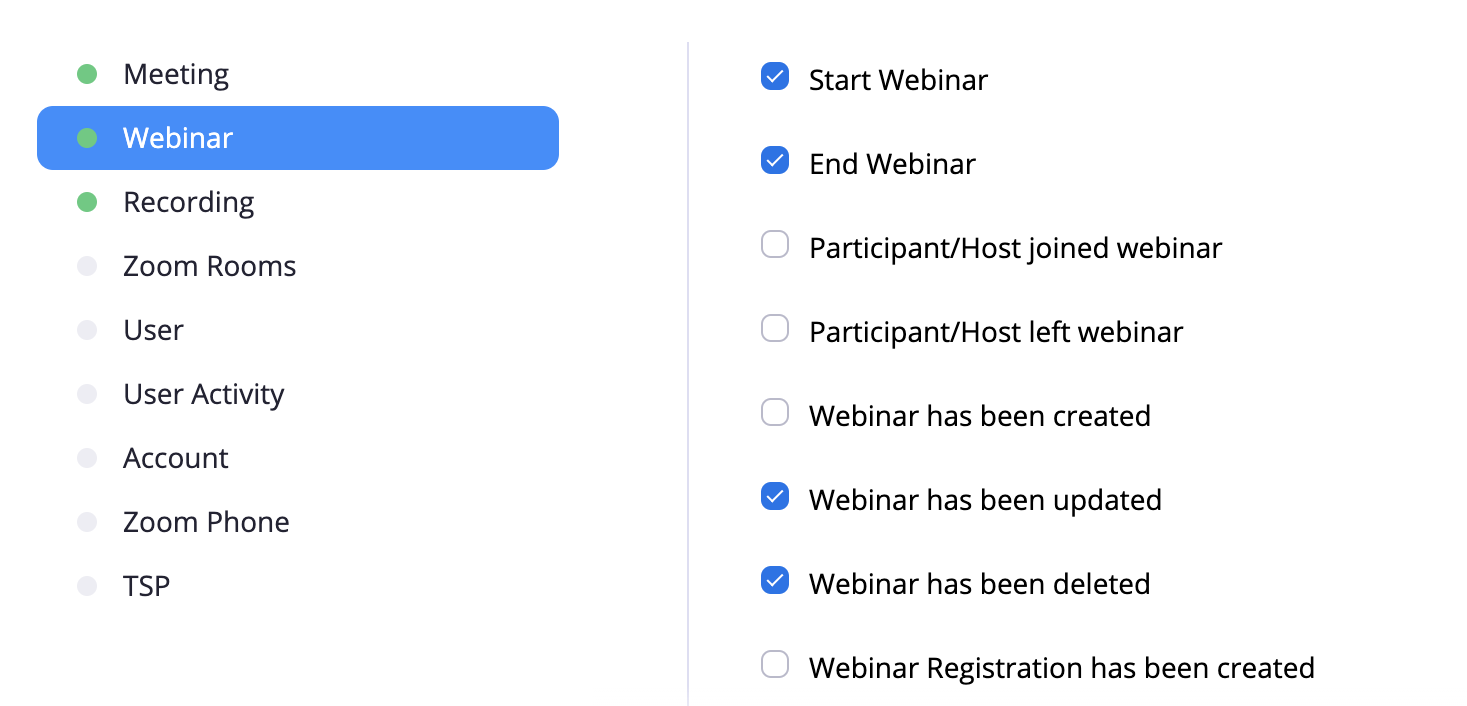 Meeting
Webinar
Recording
Zoom Rooms
User
User Activity
Account
Zoom Phone
TSP
Start Webinar
End Webinar
Participant/Host joined webinar
Participant/Host left webinar
Webinar has been created
Webinar has been updated
Webinar has been deleted
Webinar Registration has been created